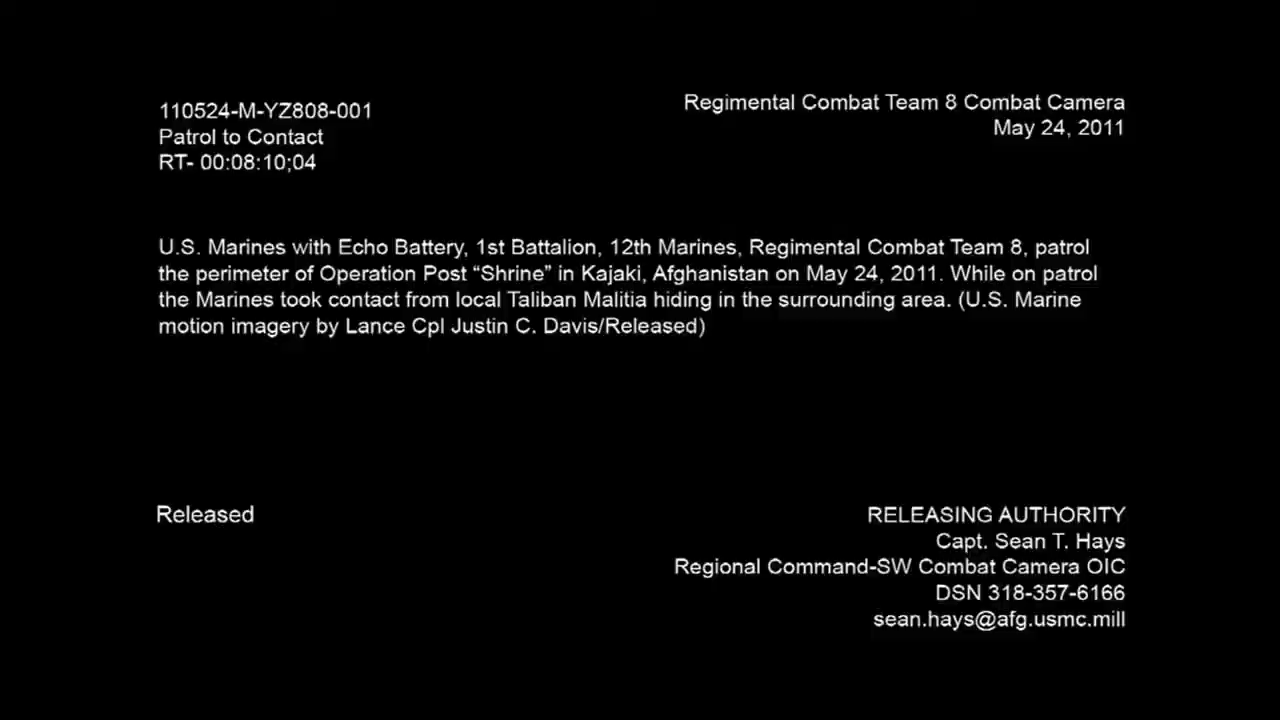 110524-M-YZ808-001
Patrol to Contact
RT- 00:08:10;04
Regimental Combat Team 8 Combat Camera
May 24, 2011
U.S. Marines with Echo Battery, 1st Battalion, 12th Marines, Regimental Combat Team 8, patrol
the perimeter of Operation Post “Shrine” in Kajaki, Afghanistan on May 24, 2011. While on patrol
the Marines took contact from local Taliban Malitia hiding in the surrounding area. (U.S. Marine
motion imagery by Lance Cpl Justin C. Davis/Released)
Released
RELEASING AUTHORITY
Capt. Sean T. Hays
Regional Command-SW Combat Camera OIC
DSN 318-357-6166
sean.hays@afg.usmc.mill